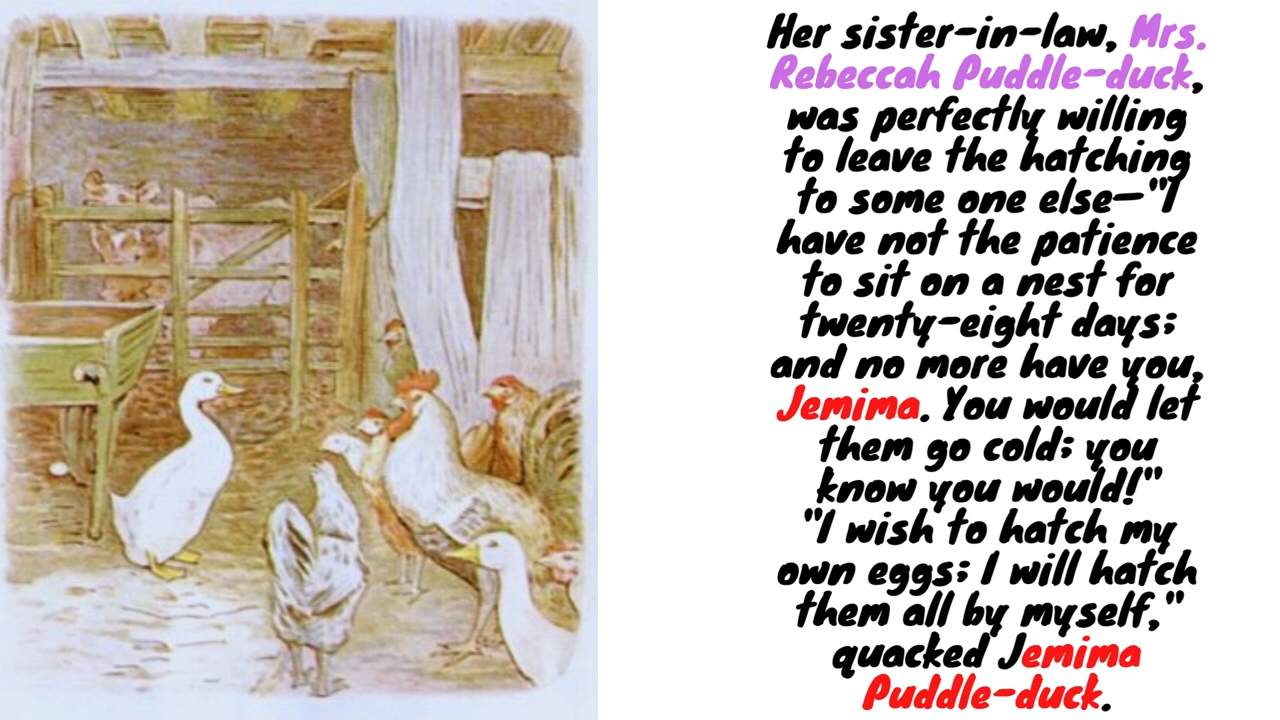 Her sister-in-law, Mrs.
Rebeccah Puddle-duck,
was perfectly willing
to leave the hatching
to some one else—"I
have not the patience
to sit on a nest for
twenty-eight days;
and no more have you,
Jemima. You would let
them go cold; you
know you would!"
"I wish to hatch my
own eggs; I will hatch
them all by myself,"
quacked Jemima
Puddle-duck.